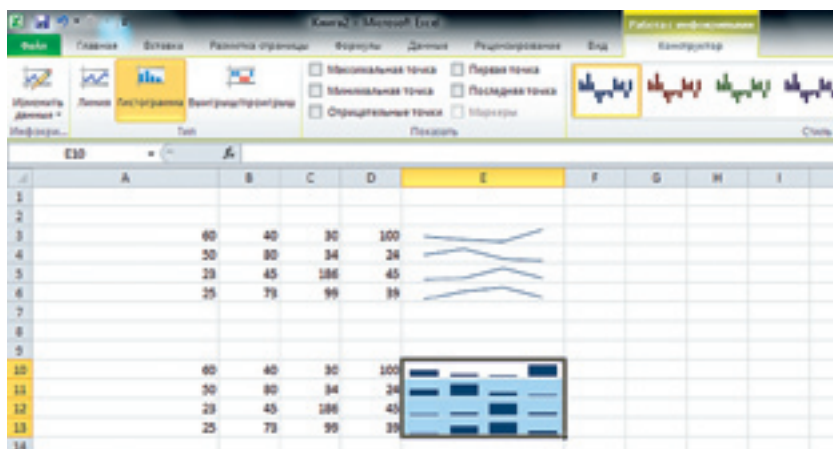 Книга2 - Microsoft Excel
Работа с инфокривыми
Файл Главная Вставка Разметка страницы Формулы Данные Рецензирование Вид Конструктор
Изменить данные Линия Гистограмма Выигрыш/проигрыш
Максимальная точка Первая точка
Минимальная точка Последняя точка
Отрицательные точки Маркеры
Инфокри... Тип Показать Стиль
E10 fx
A B C D E F G H I
1
2
3 60 40 30 100
4 50 80 34 24
5 23 45 186 45
6 25 73 99 39
7
8
9
10 60 40 30 100
11 50 80 34 24
12 23 45 186 45
13 25 73 99 39
14